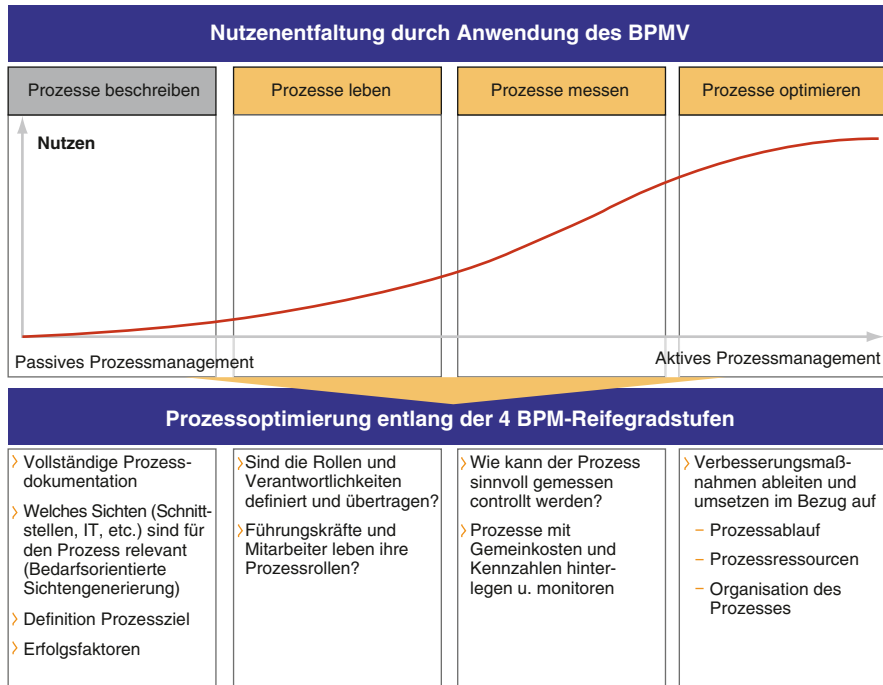 Nutzenentfaltung durch Anwendung des BPMV
Prozesse beschreiben
Prozesse leben
Prozesse messen
Prozesse optimieren
Nutzen
Passives Prozessmanagement
Aktives Prozessmanagement
Prozessoptimierung entlang der 4 BPM-Reifegradstufen
Vollständige Prozess-
dokumentation
Welches Sichten (Schnitt-
stellen, IT, etc.) sind für
den Prozess relevant
(Bedarfsorientierte
Sichtengenerierung)
Definition Prozessziel
Erfolgsfaktoren
Sind die Rollen und
Verantwortlichkeiten
definiert und übertragen?
Führungskräfte und
Mitarbeiter leben ihre
Prozessrollen?
Wie kann der Prozess
sinnvoll gemessen
controllt werden?
Prozesse mit
Gemeinkosten und
Kennzahlen hinter-
legen u. monitoren
Verbesserungsmaß-
nahmen ableiten und
umsetzen im Bezug auf
– Prozessablauf
– Prozessressourcen
– Organisation des
Prozesses